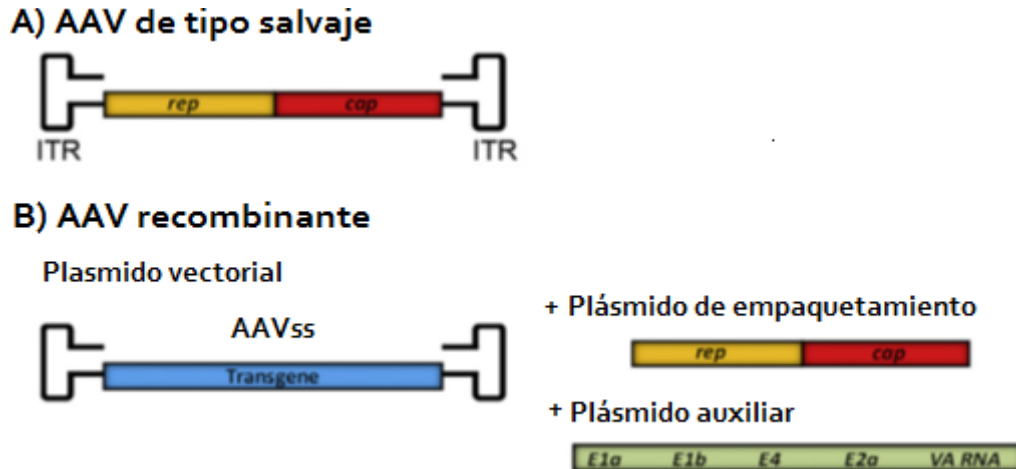 A) AAV de tipo salvaje
rep cap
ITR ITR
B) AAV recombinante
Plasmido vectorial
AAVss
Transgene
+ Plásmido de empaquetamiento
rep cap
+ Plásmido auxiliar
E1a E1b E4 E2a VA RNA